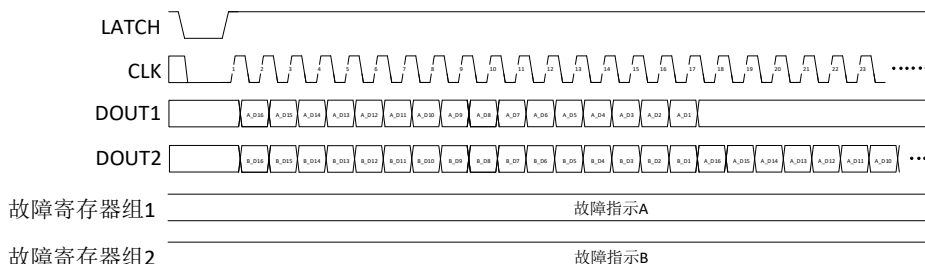 LATCH
CLK 1 2 3 4 5 6 7 8 9 10 11 12 13 14 15 16 17 18 19 20 21 22 23 ……
DOUT1 A_D16 A_D15 A_D14 A_D13 A_D12 A_D11 A_D10 A_D9 A_D8 A_D7 A_D6 A_D5 A_D4 A_D3 A_D2 A_D1
DOUT2 B_D16 B_D15 B_D14 B_D13 B_D12 B_D11 B_D10 B_D9 B_D8 B_D7 B_D6 B_D5 B_D4 B_D3 B_D2 B_D1 A_D16 A_D15 A_D14 A_D13 A_D12 A_D11 A_D10 …
故障寄存器组1 故障指示A
故障寄存器组2 故障指示B